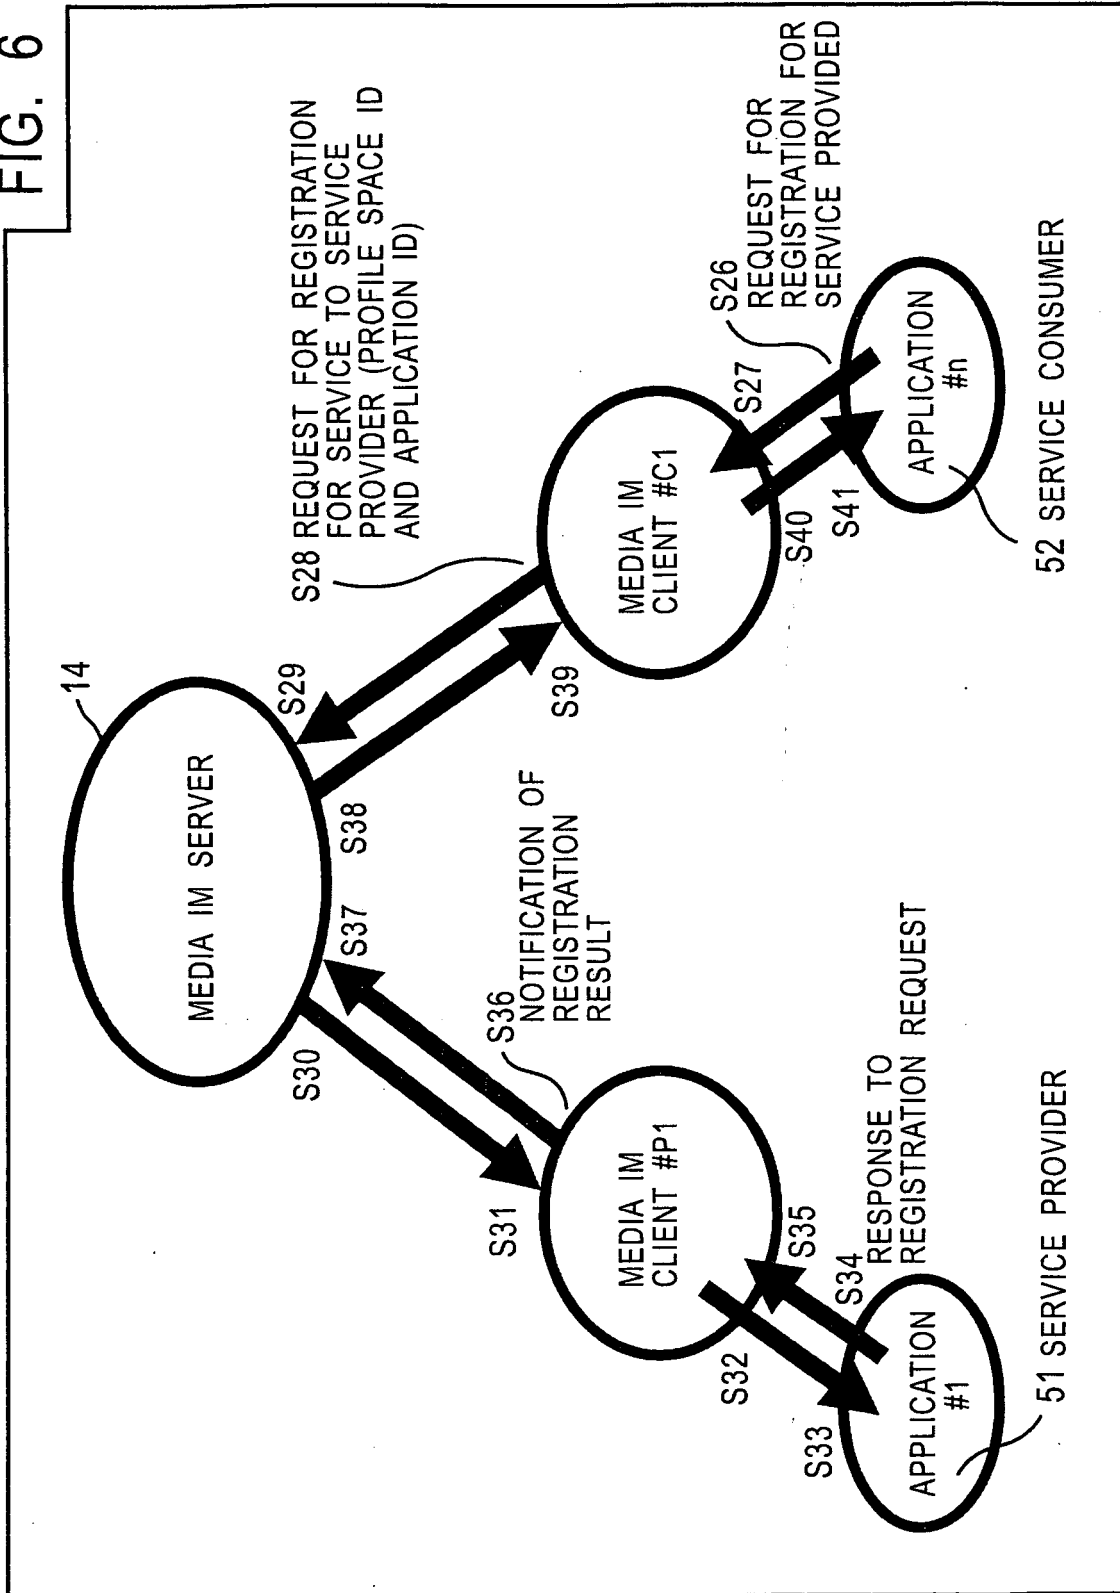 FIG. 6
14
MEDIA IM SERVER
S30
S37
S38
S29
S28 REQUEST FOR REGISTRATION
FOR SERVICE TO SERVICE
PROVIDER (PROFILE SPACE ID
AND APPLICATION ID)
S31
S36
NOTIFICATION OF
REGISTRATION
RESULT
S39
MEDIA IM
CLIENT #P1
MEDIA IM
CLIENT #C1
S32
S35
S27
S40
S26
REQUEST FOR
REGISTRATION FOR
SERVICE PROVIDED
S33
S34
RESPONSE TO
REGISTRATION REQUEST
S41
APPLICATION
#1
APPLICATION
#n
51 SERVICE PROVIDER
52 SERVICE CONSUMER